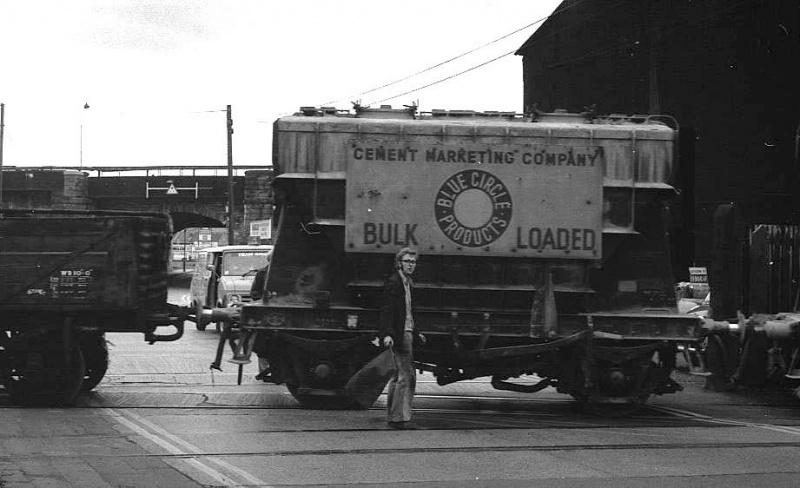 CEMENT MARKETING COMPANY
BLUE CIRCLE
PRODUCTS
BULK LOADED